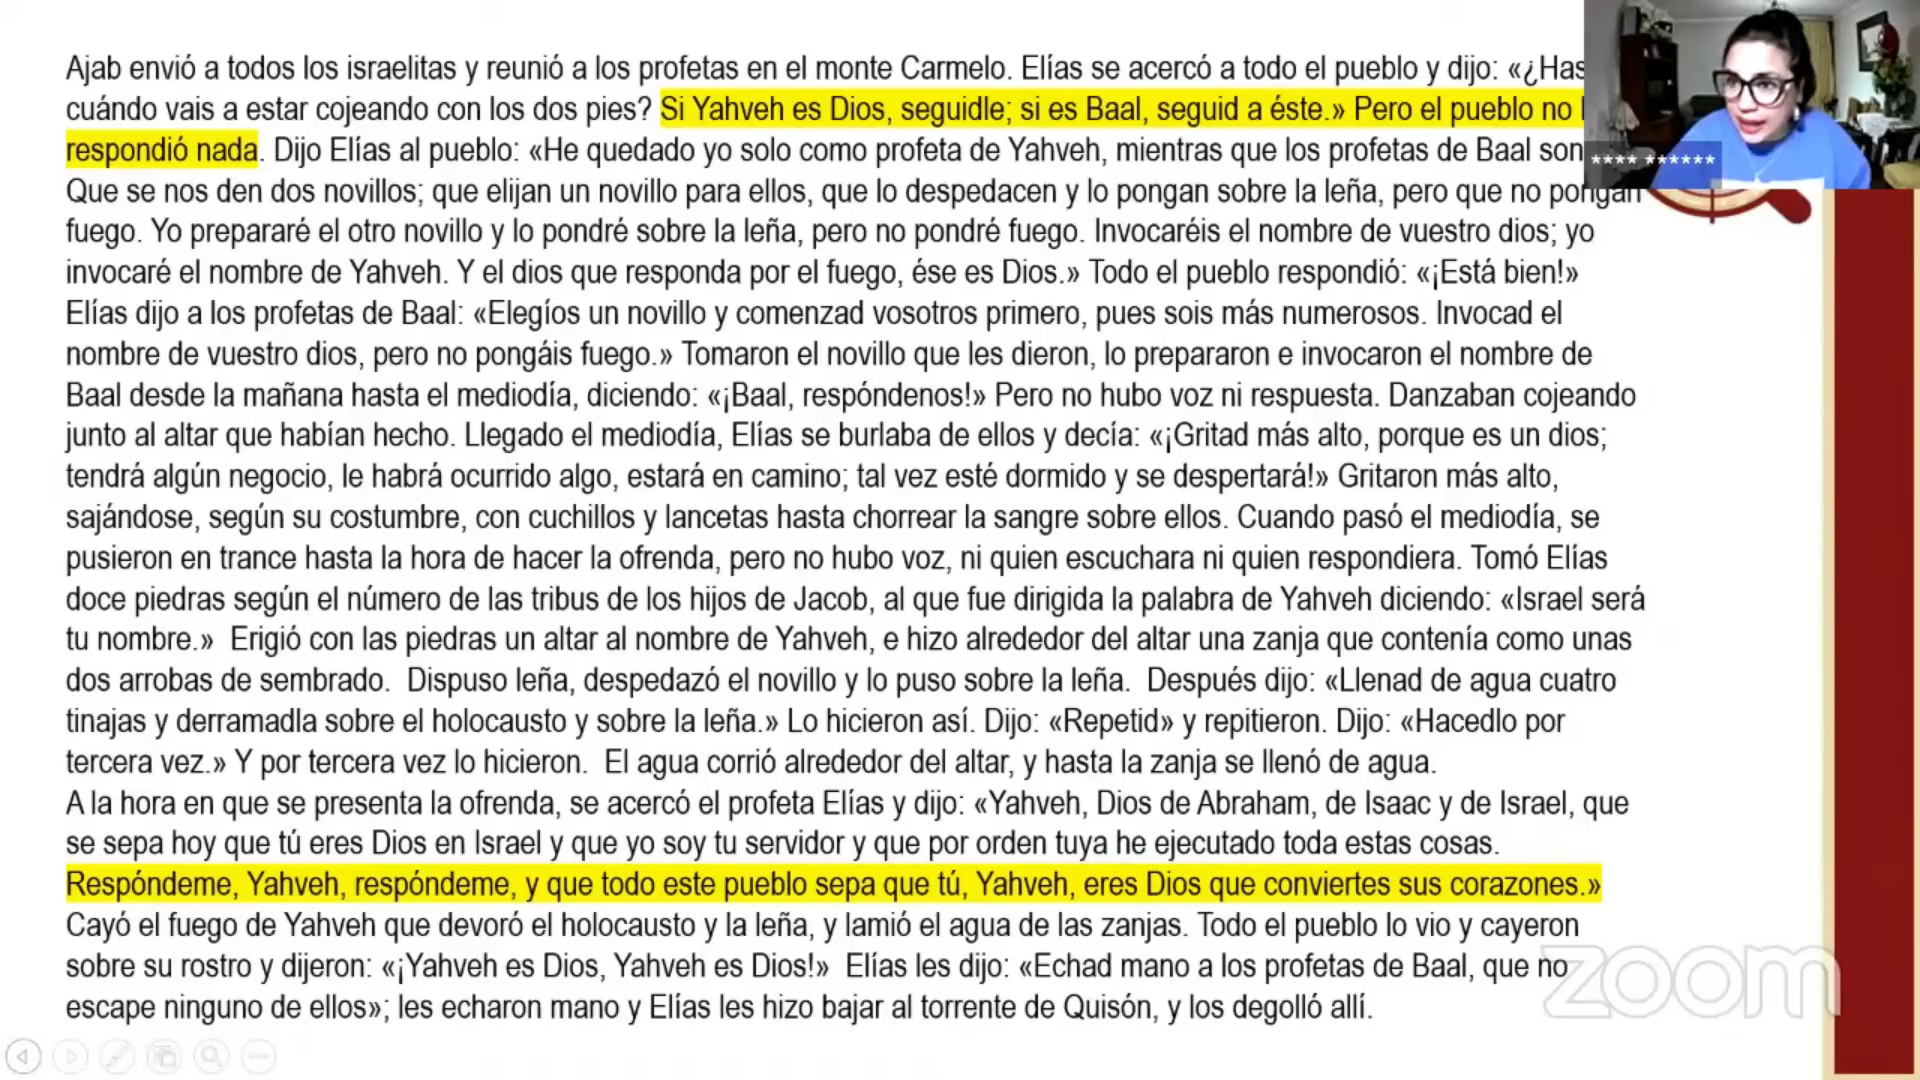 Ajab envió a todos los israelitas y reunió a los profetas en el monte Carmelo. Elías se acercó a todo el pueblo y dijo: «¿Has
cuándo vais a estar cojeando con los dos pies? Si Yahveh es Dios, seguidle; si es Baal, seguid a éste.» Pero el pueblo no
respondió nada. Dijo Elías al pueblo: «He quedado yo solo como profeta de Yahveh, mientras que los profetas de Baal son
**** ******
Que se nos den dos novillos; que elijan un novillo para ellos, que lo despedacen y lo pongan sobre la leña, pero que no pongan
fuego. Yo prepararé el otro novillo y lo pondré sobre la leña, pero no pondré fuego. Invocaréis el nombre de vuestro dios; yo
invocaré el nombre de Yahveh. Y el dios que responda por el fuego, ése es Dios.» Todo el pueblo respondió: «¡Está bien!»
Elías dijo a los profetas de Baal: «Elegíos un novillo y comenzad vosotros primero, pues sois más numerosos. Invocad el
nombre de vuestro dios, pero no pongáis fuego.» Tomaron el novillo que les dieron, lo prepararon e invocaron el nombre de
Baal desde la mañana hasta el mediodía, diciendo: «¡Baal, respóndenos!» Pero no hubo voz ni respuesta. Danzaban cojeando
junto al altar que habían hecho. Llegado el mediodía, Elías se burlaba de ellos y decía: «¡Gritad más alto, porque es un dios;
tendrá algún negocio, le habrá ocurrido algo, estará en camino; tal vez esté dormido y se despertará!» Gritaron más alto,
sajándose, según su costumbre, con cuchillos y lancetas hasta chorrear la sangre sobre ellos. Cuando pasó el mediodía, se
pusieron en trance hasta la hora de hacer la ofrenda, pero no hubo voz, ni quien escuchara ni quien respondiera. Tomó Elías
doce piedras según el número de las tribus de los hijos de Jacob, al que fue dirigida la palabra de Yahveh diciendo: «Israel será
tu nombre.» Erigió con las piedras un altar al nombre de Yahveh, e hizo alrededor del altar una zanja que contenía como unas
dos arrobas de sembrado. Dispuso leña, despedazó el novillo y lo puso sobre la leña. Después dijo: «Llenad de agua cuatro
tinajas y derramadla sobre el holocausto y sobre la leña.» Lo hicieron así. Dijo: «Repetid» y repitieron. Dijo: «Hacedlo por
tercera vez.» Y por tercera vez lo hicieron. El agua corrió alrededor del altar, y hasta la zanja se llenó de agua.
A la hora en que se presenta la ofrenda, se acercó el profeta Elías y dijo: «Yahveh, Dios de Abraham, de Isaac y de Israel, que
se sepa hoy que tú eres Dios en Israel y que yo soy tu servidor y que por orden tuya he ejecutado toda estas cosas.
Respóndeme, Yahveh, respóndeme, y que todo este pueblo sepa que tú, Yahveh, eres Dios que conviertes sus corazones.»
Cayó el fuego de Yahveh que devoró el holocausto y la leña, y lamió el agua de las zanjas. Todo el pueblo lo vio y cayeron
sobre su rostro y dijeron: «¡Yahveh es Dios, Yahveh es Dios!» Elías les dijo: «Echad mano a los profetas de Baal, que no
escape ninguno de ellos»; les echaron mano y Elías les hizo bajar al torrente de Quisón, y los degolló allí.
zoom